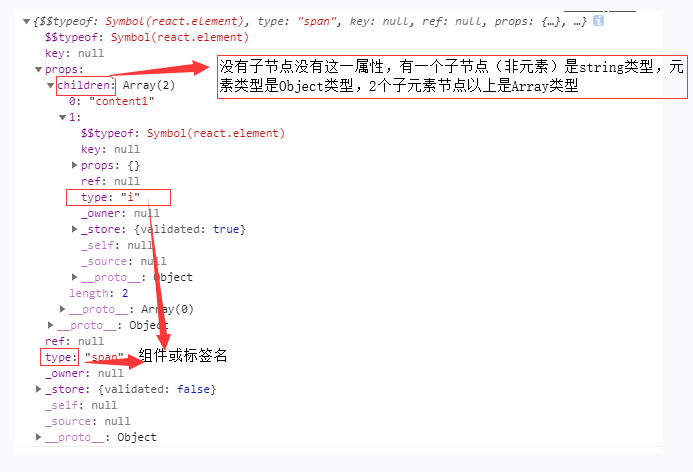 ▼{$$typeof: Symbol(react.element), type: "span", key: null, ref: null, props: {…}, …} i
$$typeof: Symbol(react.element)
key: null
▼props:
▼children: Array(2)
没有子节点没有这一属性，有一个子节点（非元素）是string类型，元
素类型是Object类型，2个子元素节点以上是Array类型
0: "content1"
▼1:
$$typeof: Symbol(react.element)
key: null
▶props: {}
ref: null
type: "i"
_owner: null
▶_store: {validated: true}
_self: null
_source: null
▶__proto__: Object
length: 2
▶__proto__: Array(0)
▶__proto__: Object
ref: null
type: "span" 组件或标签名
_owner: null
▶_store: {validated: false}
_self: null
_source: null
▶__proto__: Object